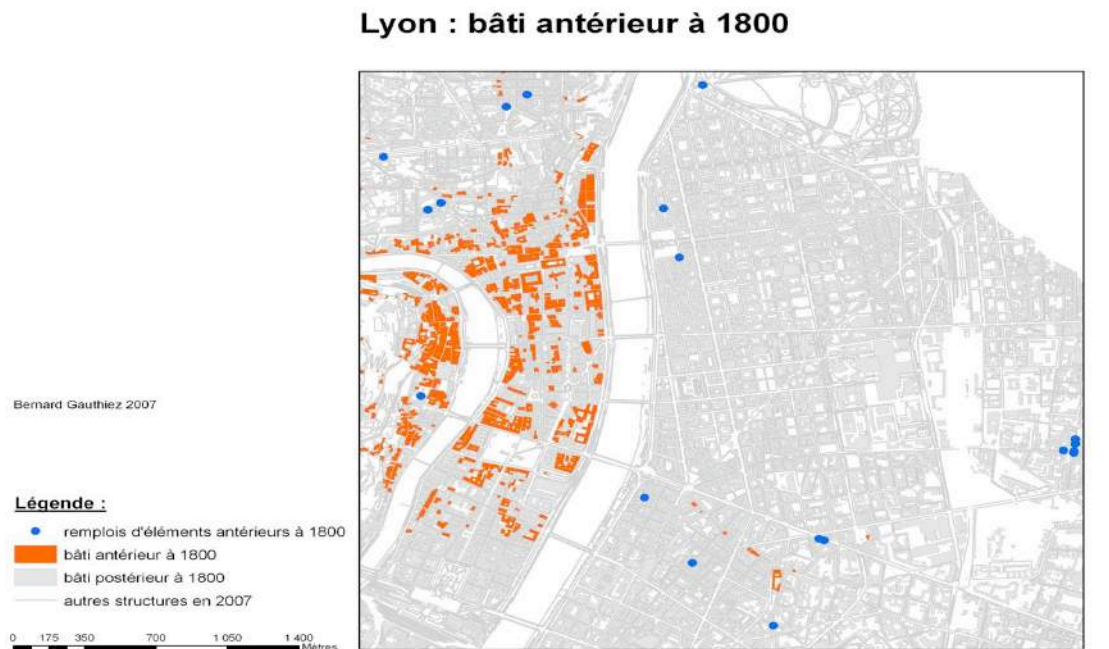 Lyon : bâti antérieur à 1800
Bernard Gauthiez 2007
Légende :
remplois d'éléments antérieurs à 1800
bâti antérieur à 1800
bâti postérieur à 1800
autres structures en 2007
0 175 350 700 1 050 1 400
Mètres